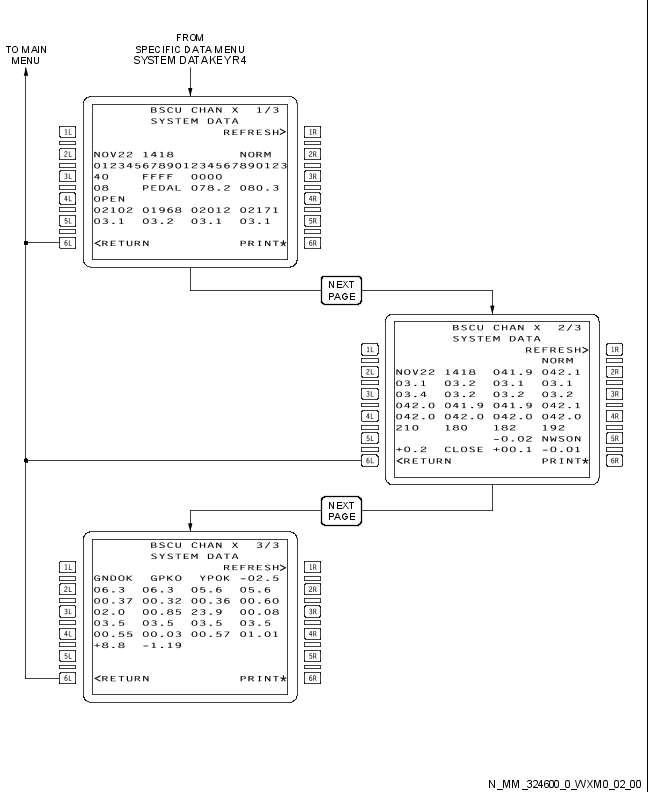 FROM
SPECIFIC DATA MENU
SYSTEM DATA KEY R4
TO MAIN
MENU
BSCU CHAN X 1/3
SYSTEM DATA
1L REFRESH> 1R
2L NOV22 1418 NORM 2R
01234567890123456789012 3
3L 40 FFFF 0000 3R
08 PEDAL 078.2 080.3
4L OPEN 4R
02102 01968 02012 02171
5L 03.1 03.2 03.1 03.1 5R
6L <RETURN PRINT* 6R
NEXT
PAGE
BSCU CHAN X 2/3
SYSTEM DATA
1L REFRESH> 1R
NORM
2L NOV22 1418 041.9 042.1 2R
03.1 03.2 03.1 03.1
3L 03.4 03.2 03.2 03.2 3R
042.0 041.9 041.9 042.1
4L 042.0 042.0 042.0 042.0 4R
210 180 182 192
5L -0.02 NWSON 5R
+0.2 CLOSE +00.1 -0.01
6L <RETURN PRINT* 6R
NEXT
PAGE
BSCU CHAN X 3/3
SYSTEM DATA
1L REFRESH> 1R
GNDOK GPKO YPOK -02.5
2L 06.3 06.3 05.6 05.6 2R
00.37 00.32 00.36 00.60
3L 02.0 00.85 23.9 00.08 3R
03.5 03.5 03.5 03.5
4L 00.55 00.03 00.57 01.01 4R
+8.8 -1.19
5L 5R
6L <RETURN PRINT* 6R
N_MM_324600_0_WXM0_02_00